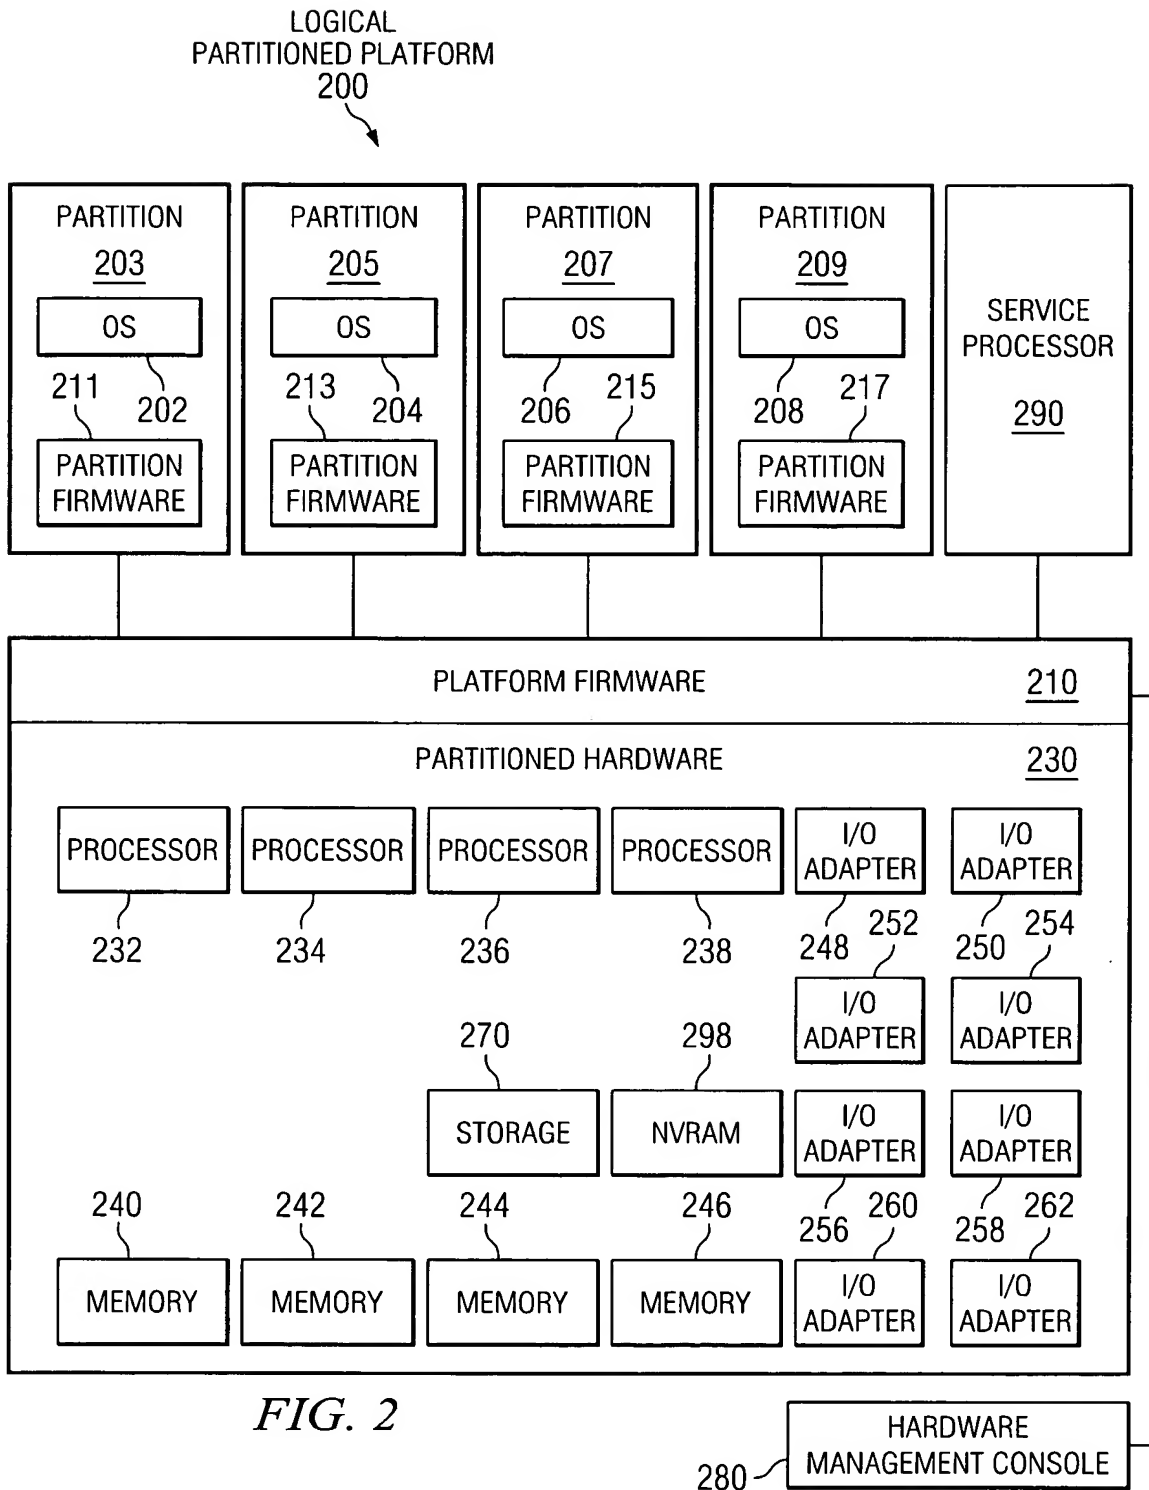 LOGICAL
PARTITIONED PLATFORM
200
PARTITION PARTITION PARTITION PARTITION
203 205 207 209
SERVICE
PROCESSOR
290
OS OS OS OS
211 202 213 204 206 215 208 217
PARTITION
FIRMWARE
PARTITION
FIRMWARE
PARTITION
FIRMWARE
PARTITION
FIRMWARE
PLATFORM FIRMWARE 210
PARTITIONED HARDWARE 230
PROCESSOR PROCESSOR PROCESSOR PROCESSOR
I/O
ADAPTER
I/O
ADAPTER
232 234 236 238 248 252 250 254
I/O
ADAPTER
I/O
ADAPTER
270 298
STORAGE NVRAM
I/O
ADAPTER
I/O
ADAPTER
240 242 244 246 256 260 258 262
MEMORY MEMORY MEMORY MEMORY
I/O
ADAPTER
I/O
ADAPTER
FIG. 2
HARDWARE
MANAGEMENT CONSOLE
280